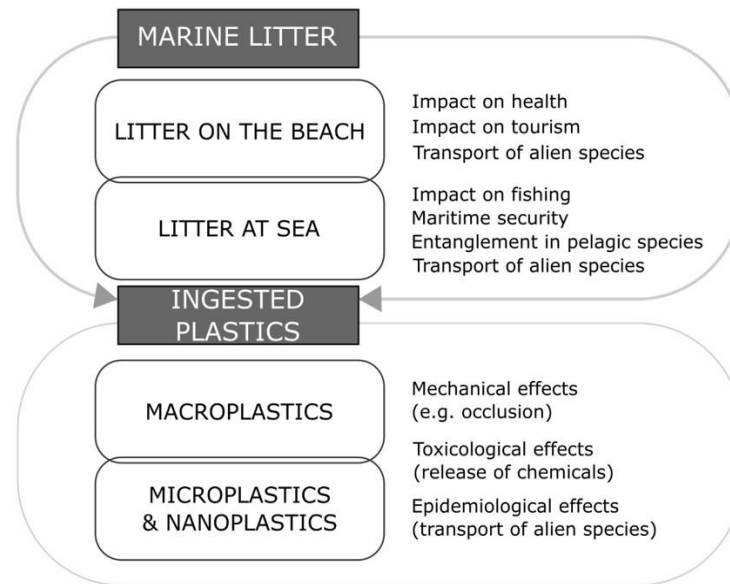 MARINE LITTER
LITTER ON THE BEACH
Impact on health
Impact on tourism
Transport of alien species
LITTER AT SEA
Impact on fishing
Maritime security
Entanglement in pelagic species
Transport of alien species
INGESTED
PLASTICS
MACROPLASTICS
Mechanical effects
(e.g. occlusion)
Toxicological effects
(release of chemicals)
MICROPLASTICS
& NANOPLASTICS
Epidemiological effects
(transport of alien species)